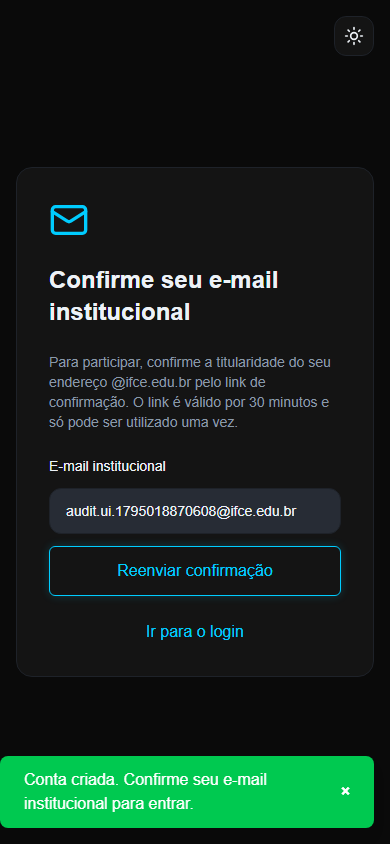 Confirme seu e-mail
institucional
Para participar, confirme a titularidade do seu
endereço @ifce.edu.br pelo link de
confirmação. O link é válido por 30 minutos e
só pode ser utilizado uma vez.
E-mail institucional
audit.ui.1795018870608@ifce.edu.br
Reenviar confirmação
Ir para o login
Conta criada. Confirme seu e-mail
institucional para entrar.
×